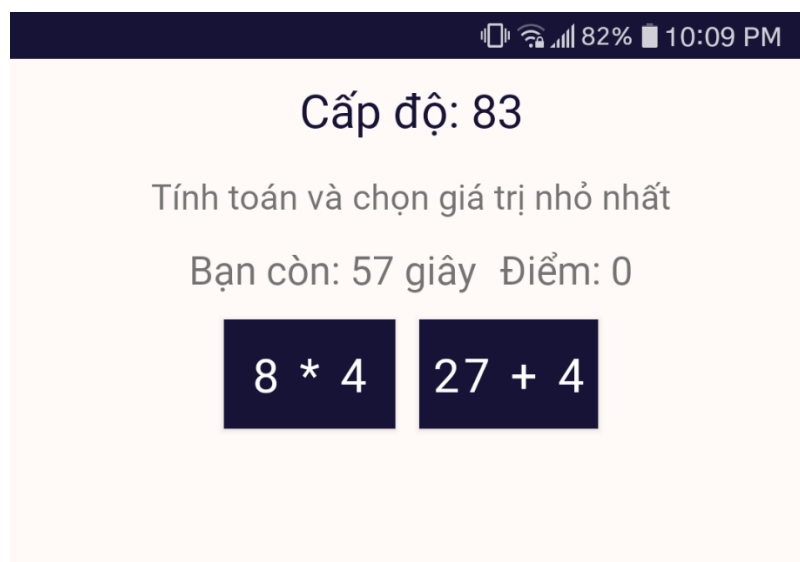 82% 10:09 PM
Cấp độ: 83
Tính toán và chọn giá trị nhỏ nhất
Bạn còn: 57 giây Điểm: 0
8 * 4 27 + 4